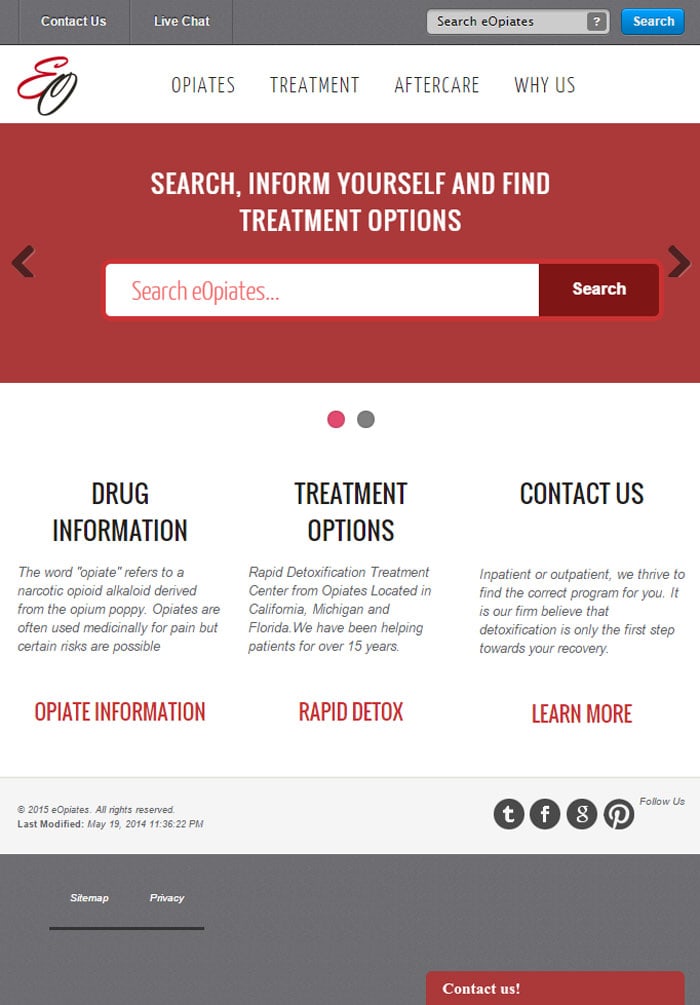 Contact Us
Live Chat
Search eOpiates
?
Search
EO
OPIATES
TREATMENT
AFTERCARE
WHY US
SEARCH, INFORM YOURSELF AND FIND
TREATMENT OPTIONS
Search eOpiates...
Search
DRUG
INFORMATION
The word "opiate" refers to a
narcotic opioid alkaloid derived
from the opium poppy. Opiates are
often used medicinally for pain but
certain risks are possible
OPIATE INFORMATION
TREATMENT
OPTIONS
Rapid Detoxification Treatment
Center from Opiates Located in
California, Michigan and
Florida.We have been helping
patients for over 15 years.
RAPID DETOX
CONTACT US
Inpatient or outpatient, we thrive to
find the correct program for you. It
is our firm believe that
detoxification is only the first step
towards your recovery.
LEARN MORE
© 2015 eOpiates. All rights reserved.
Last Modified: May 19, 2014 11:36:22 PM
t
f
g
p
Follow Us
Sitemap
Privacy
Contact us!